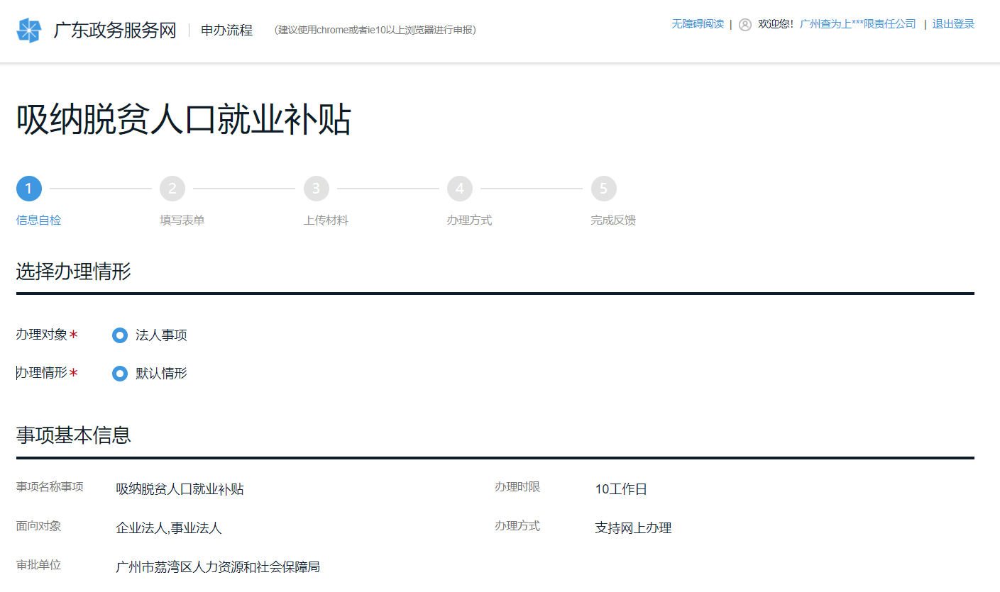 广东政务服务网 申办流程 （建议使用chrome或者ie10以上浏览器进行申报） 无障碍阅读 | 欢迎您！ 广州查为上***限责任公司 | 退出登录
吸纳脱贫人口就业补贴
1 2 3 4 5
信息自检 填写表单 上传材料 办理方式 完成反馈
选择办理情形
办理对象* 法人事项
办理情形* 默认情形
事项基本信息
事项名称事项 吸纳脱贫人口就业补贴 办理时限 10工作日
面向对象 企业法人,事业法人 办理方式 支持网上办理
审批单位 广州市荔湾区人力资源和社会保障局